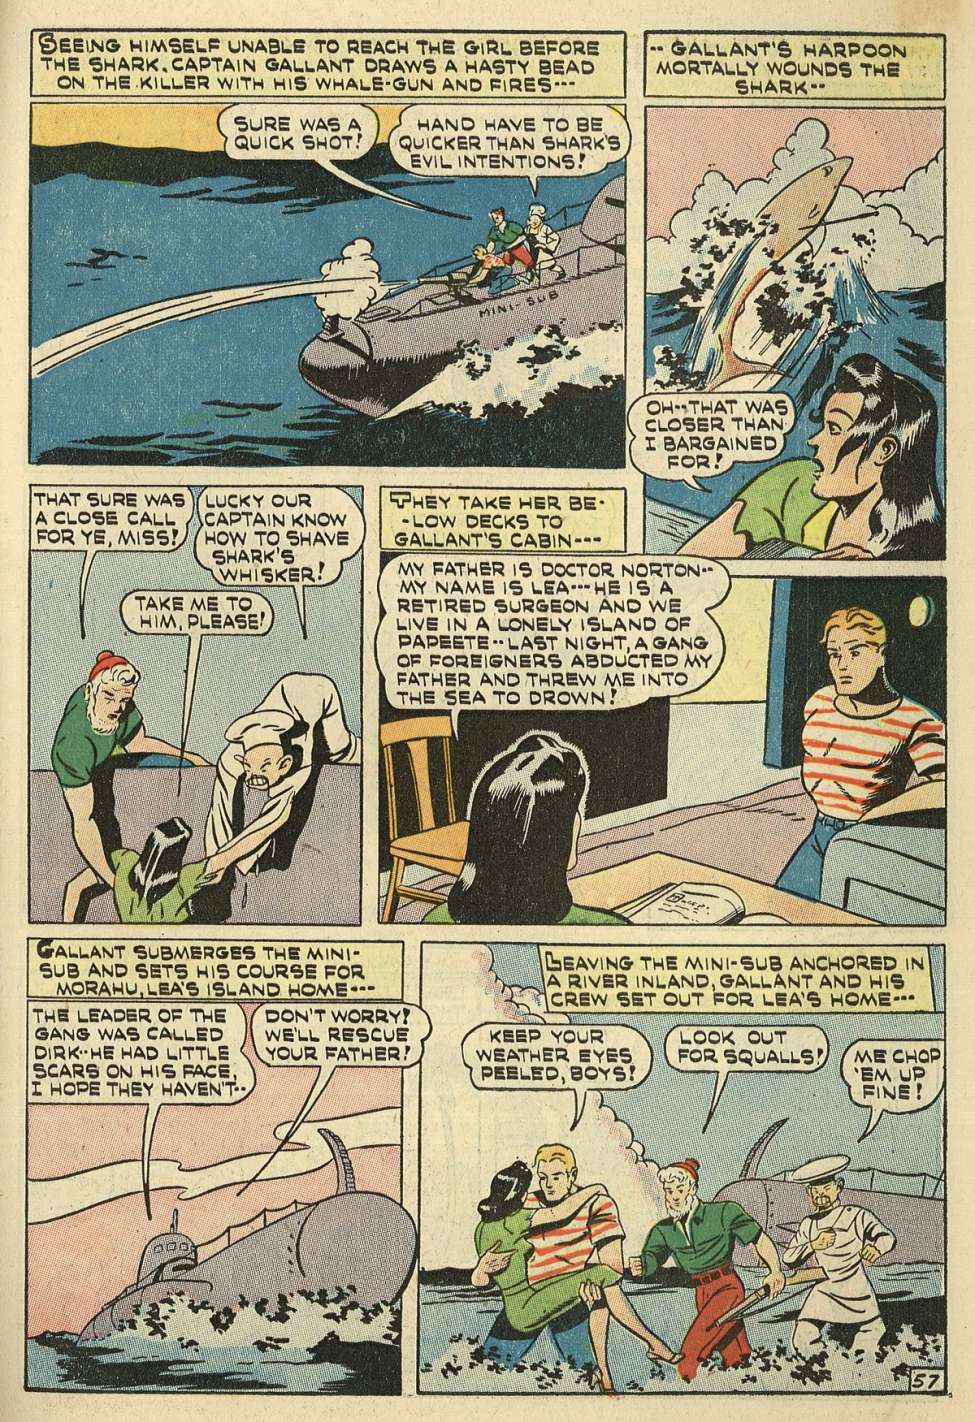 SEEING HIMSELF UNABLE TO REACH THE GIRL BEFORE
THE SHARK, CAPTAIN GALLANT DRAWS A HASTY BEAD
ON THE KILLER WITH HIS WHALE-GUN AND FIRES---
SURE WAS A
QUICK SHOT!
HAND HAVE TO BE
QUICKER THAN SHARK'S
EVIL INTENTIONS!
MINI-SUB
-- GALLANT'S HARPOON
MORTALLY WOUNDS THE
SHARK--
OH--THAT WAS
CLOSER THAN
I BARGAINED
FOR!
THAT SURE WAS
A CLOSE CALL
FOR YE, MISS!
LUCKY OUR
CAPTAIN KNOW
HOW TO SHAVE
SHARK'S
WHISKER!
TAKE ME TO
HIM, PLEASE!
THEY TAKE HER BE-
-LOW DECKS TO
GALLANT'S CABIN---
MY FATHER IS DOCTOR NORTON--
MY NAME IS LEA---HE IS A
RETIRED SURGEON AND WE
LIVE IN A LONELY ISLAND OF
PAPEETE--LAST NIGHT, A GANG
OF FOREIGNERS ABDUCTED MY
FATHER AND THREW ME INTO
THE SEA TO DROWN!
GALLANT SUBMERGES THE MINI-
SUB AND SETS HIS COURSE FOR
MORAHU, LEA'S ISLAND HOME---
THE LEADER OF THE
GANG WAS CALLED
DIRK--HE HAD LITTLE
SCARS ON HIS FACE,
I HOPE THEY HAVEN'T--
DON'T WORRY!
WE'LL RESCUE
YOUR FATHER!
LEAVING THE MINI-SUB ANCHORED IN
A RIVER INLAND, GALLANT AND HIS
CREW SET OUT FOR LEA'S HOME---
KEEP YOUR
WEATHER EYES
PEELED, BOYS!
LOOK OUT
FOR SQUALLS!
ME CHOP
'EM UP
FINE!
57